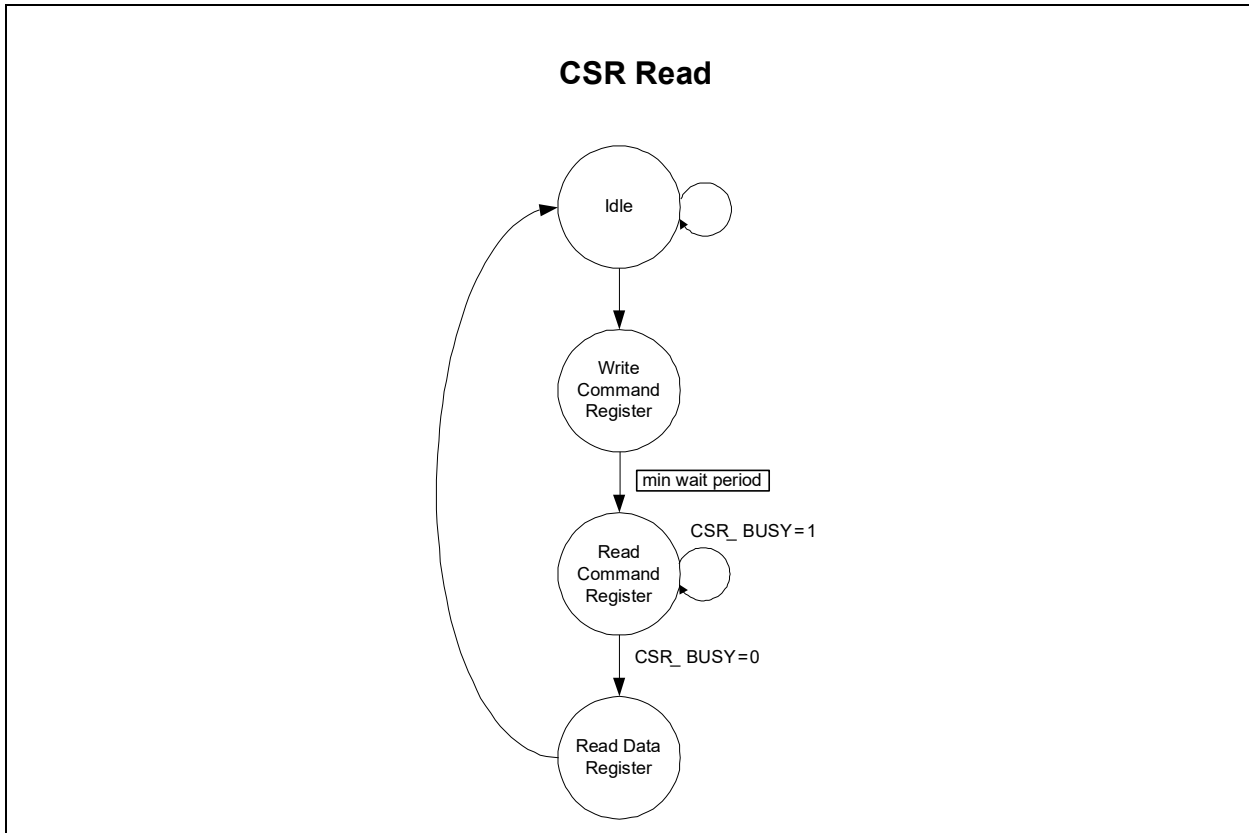 CSR Read
Idle
Write
Command
Register
min wait period
CSR_ BUSY=1
Read
Command
Register
CSR_ BUSY=0
Read Data
Register